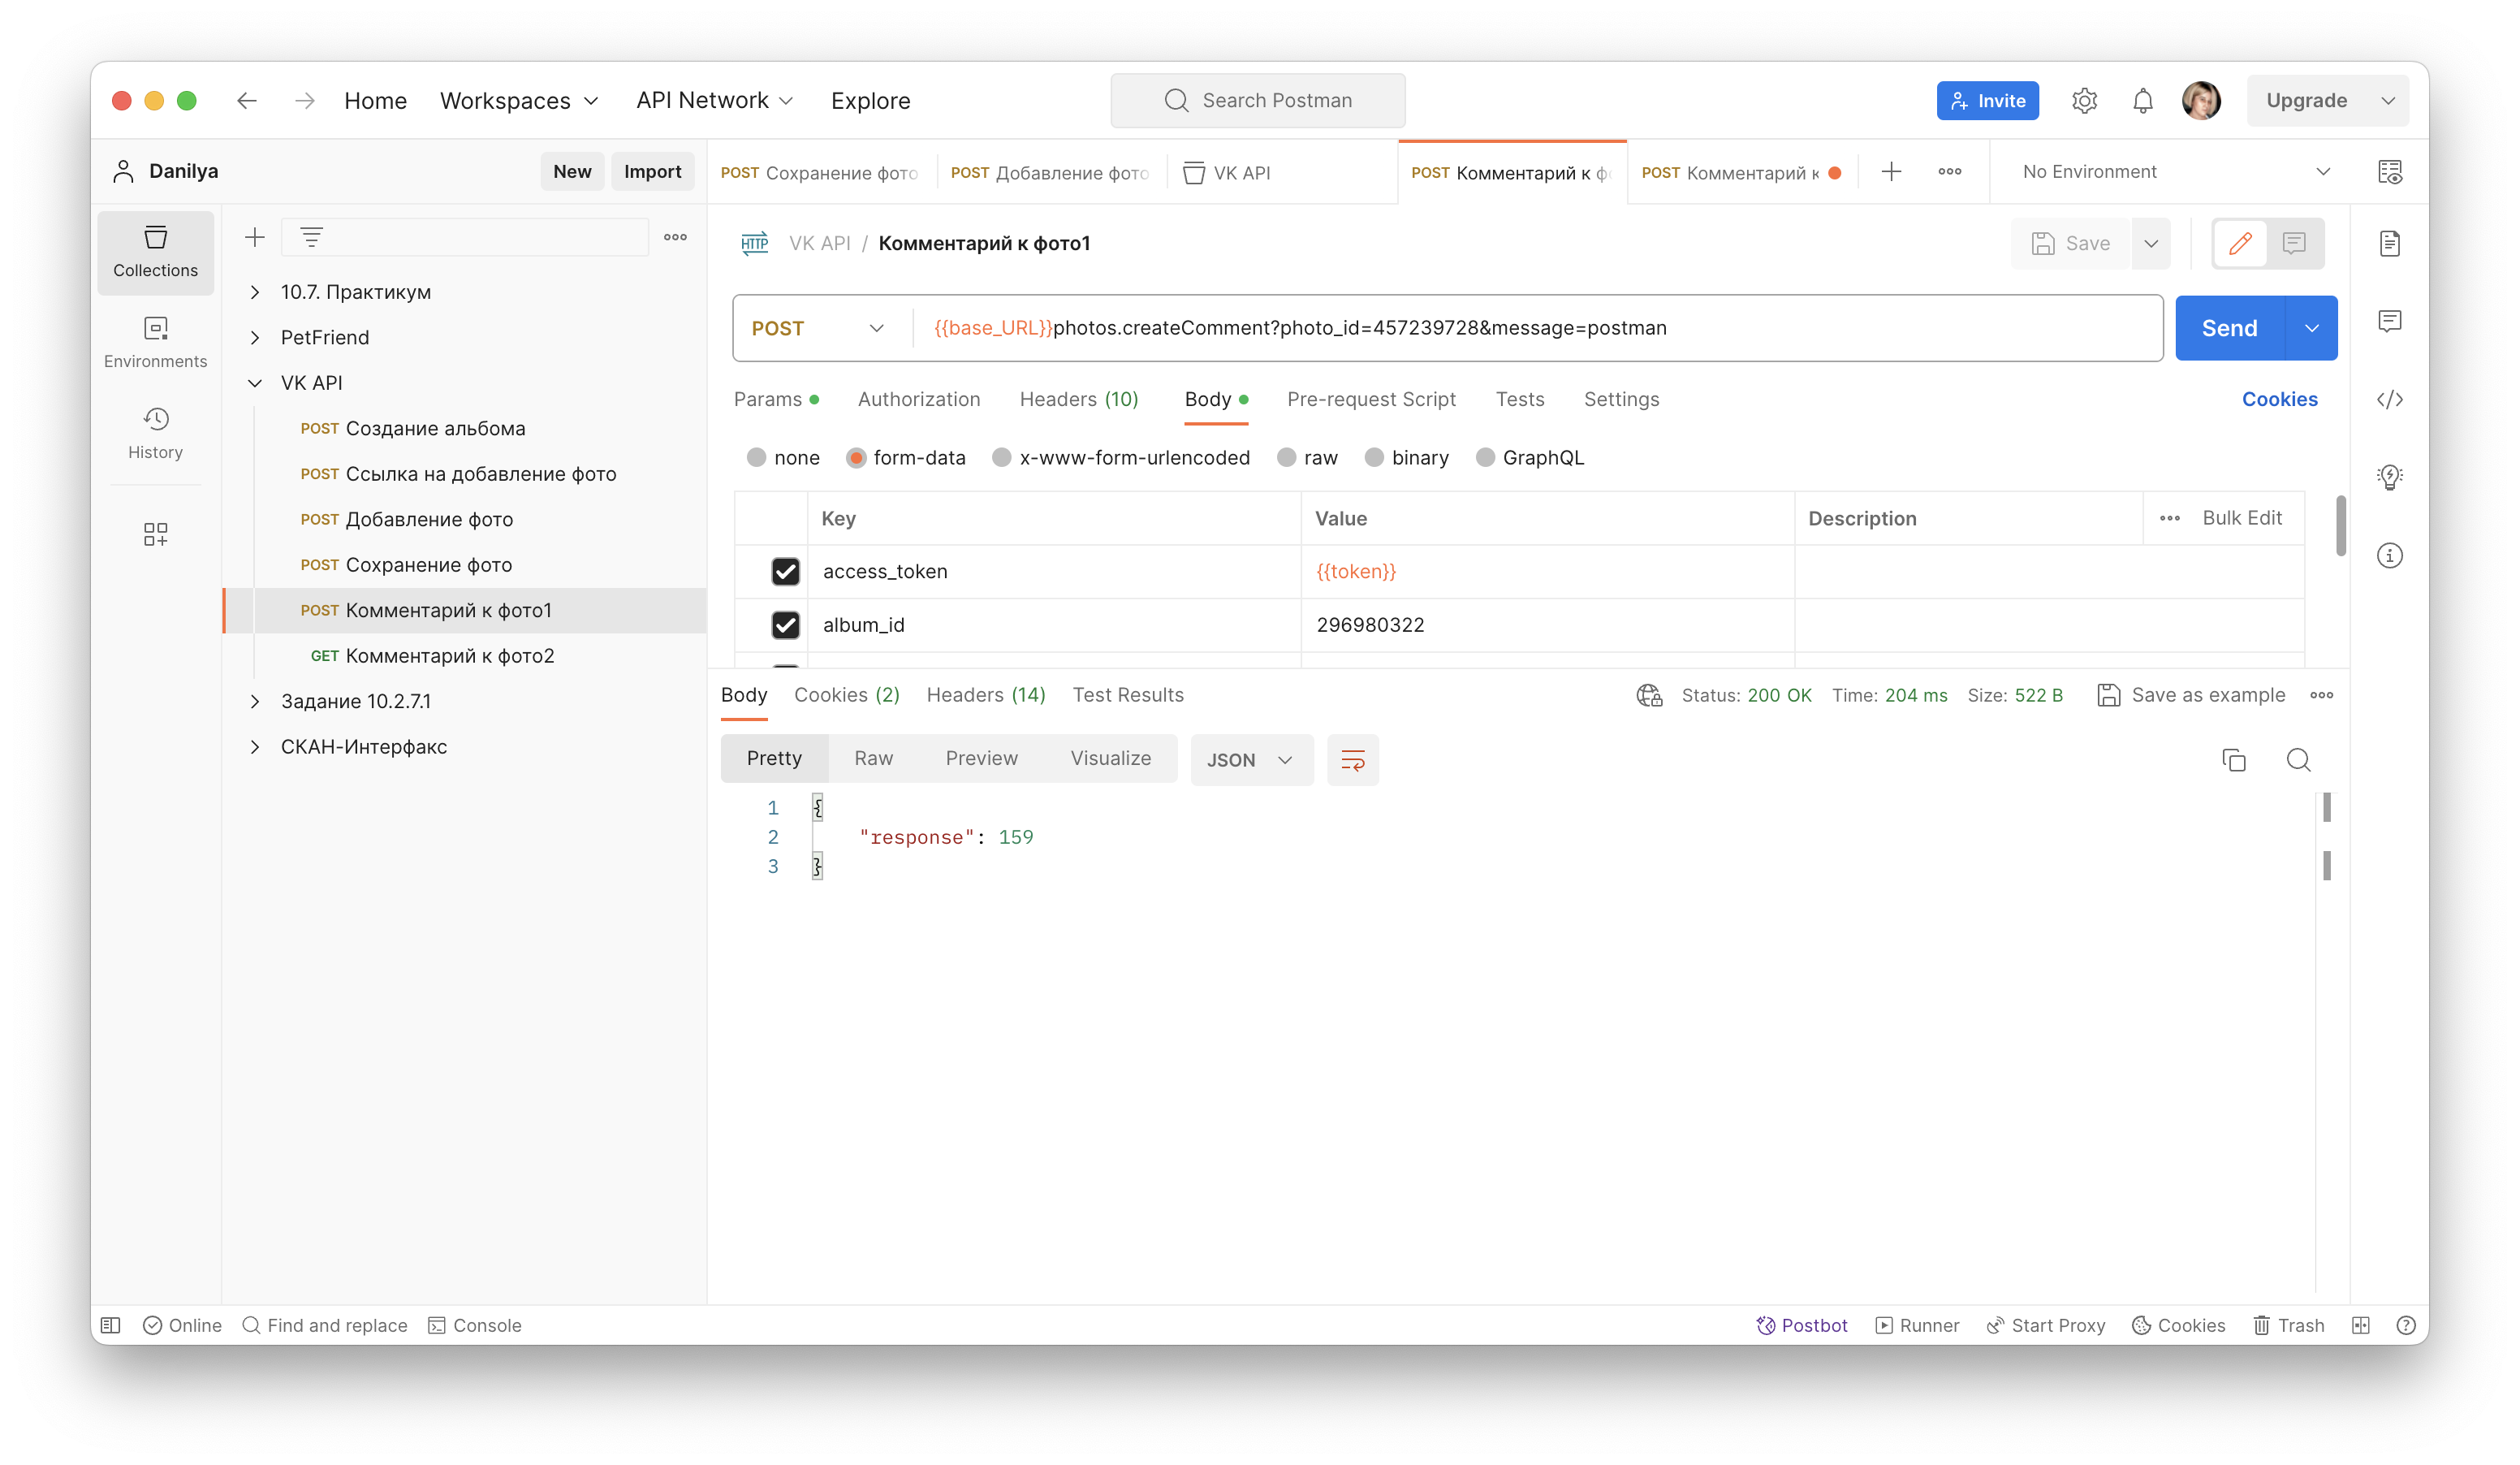 Home Workspaces API Network Explore Search Postman Invite Upgrade
Danilya New Import
POST Сохранение фото POST Добавление фото VK API POST Комментарий к фо POST Комментарий к No Environment
Collections
Environments
History
10.7. Практикум
PetFriend
VK API
POST Создание альбома
POST Ссылка на добавление фото
POST Добавление фото
POST Сохранение фото
POST Комментарий к фото1
GET Комментарий к фото2
Задание 10.2.7.1
СКАН-Интерфакс
HTTP VK API / Комментарий к фото1 Save
POST {{base_URL}}photos.createComment?photo_id=457239728&message=postman Send
Params Authorization Headers (10) Body Pre-request Script Tests Settings Cookies
none form-data x-www-form-urlencoded raw binary GraphQL
Key Value Description Bulk Edit
access_token {{token}}
album_id 296980322
Body Cookies (2) Headers (14) Test Results Status: 200 OK Time: 204 ms Size: 522 B Save as example
Pretty Raw Preview Visualize JSON
1 {
2 "response": 159
3 }
Online Find and replace Console Postbot Runner Start Proxy Cookies Trash